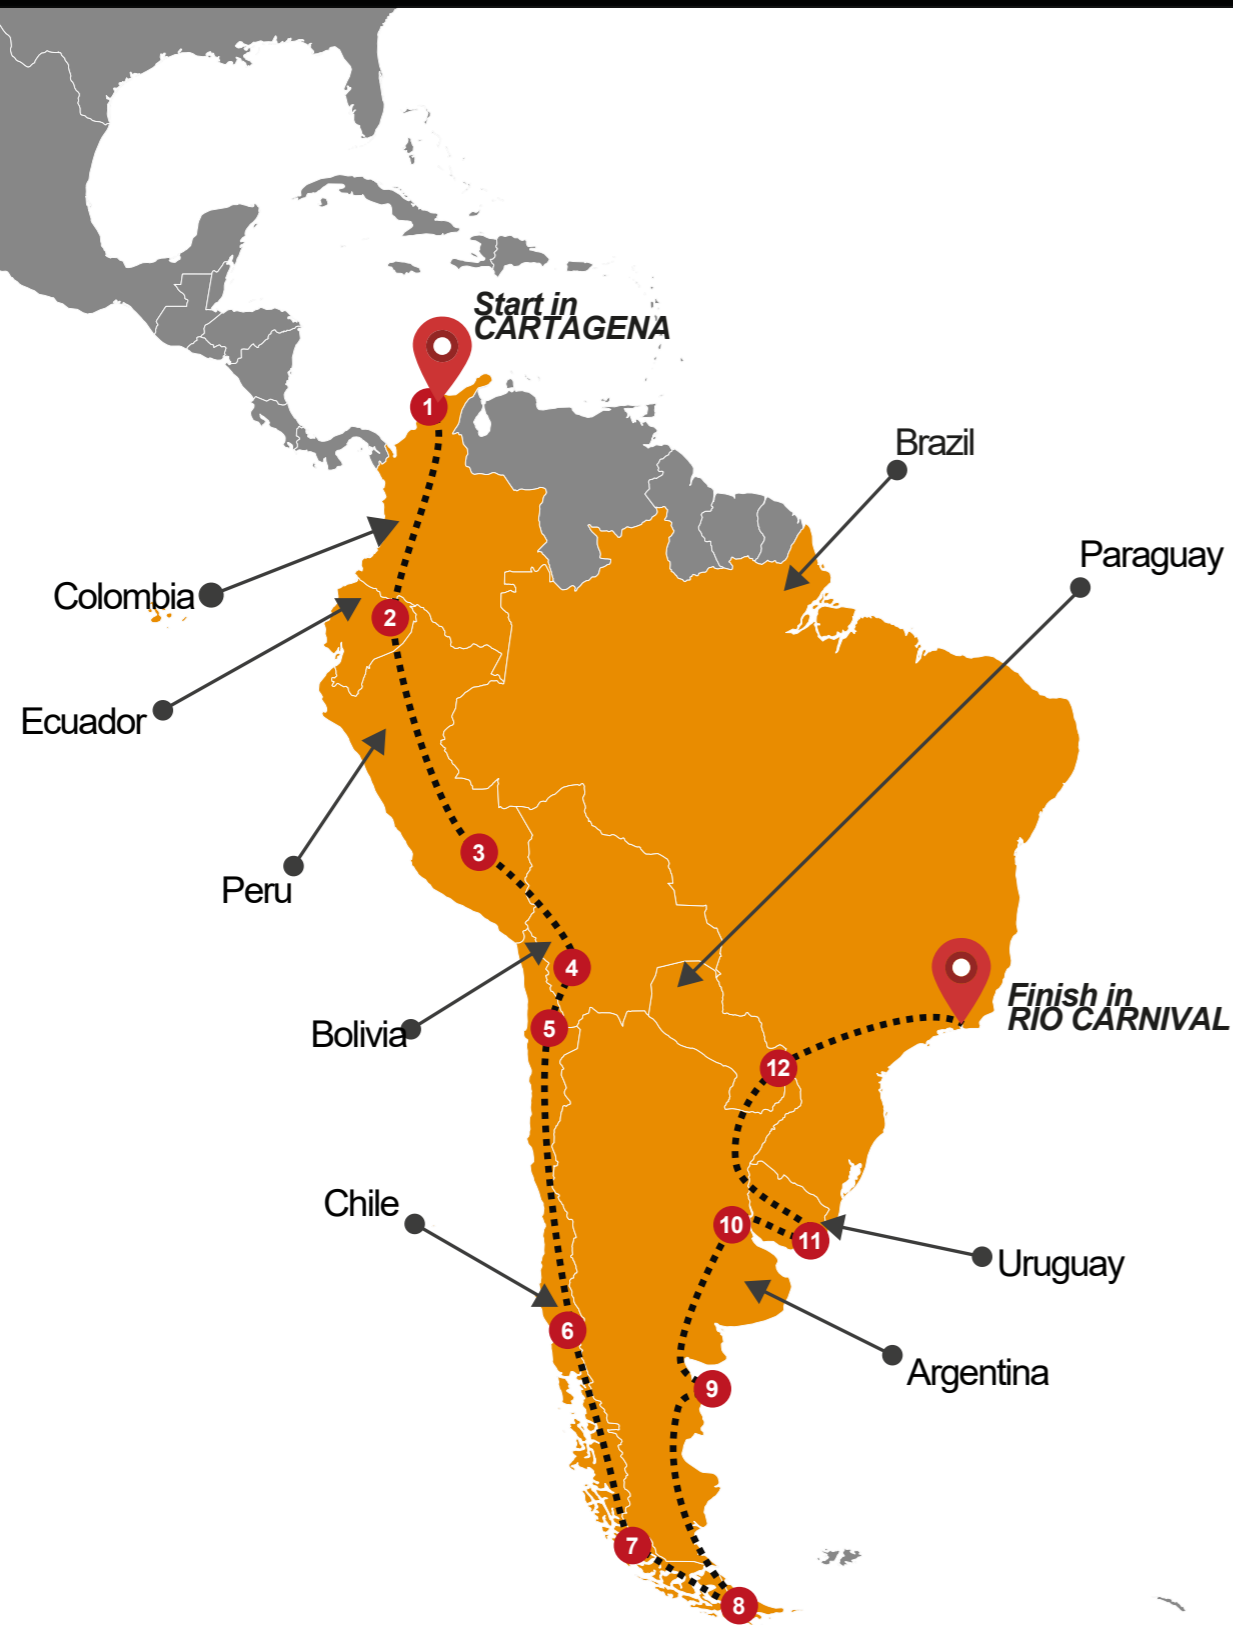 Start in
CARTAGENA
1
Brazil
Paraguay
Colombia
2
Ecuador
3
Peru
4
Finish in
RIO CARNIVAL
Bolivia
5
12
Chile
10
11
Uruguay
6
Argentina
9
7
8